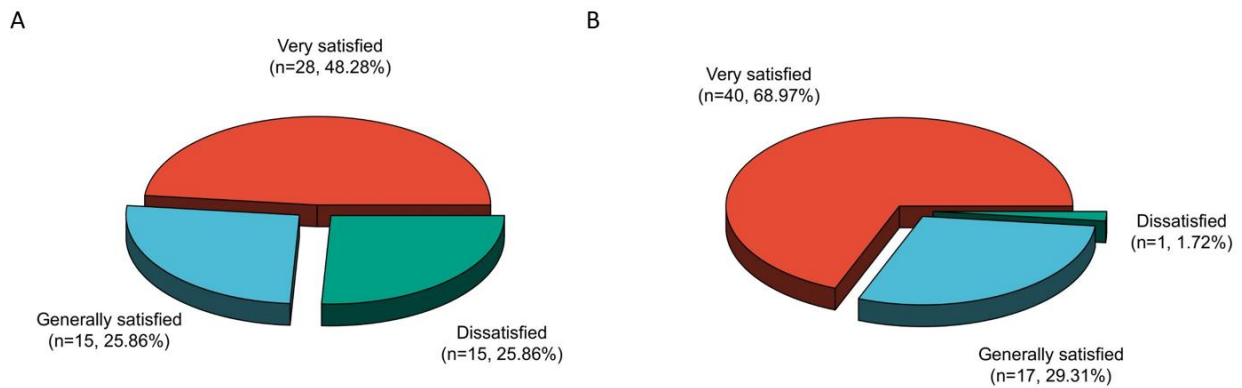 A
Very satisfied
(n=28, 48.28%)
Generally satisfied
(n=15, 25.86%)
Dissatisfied
(n=15, 25.86%)
B
Very satisfied
(n=40, 68.97%)
Dissatisfied
(n=1, 1.72%)
Generally satisfied
(n=17, 29.31%)